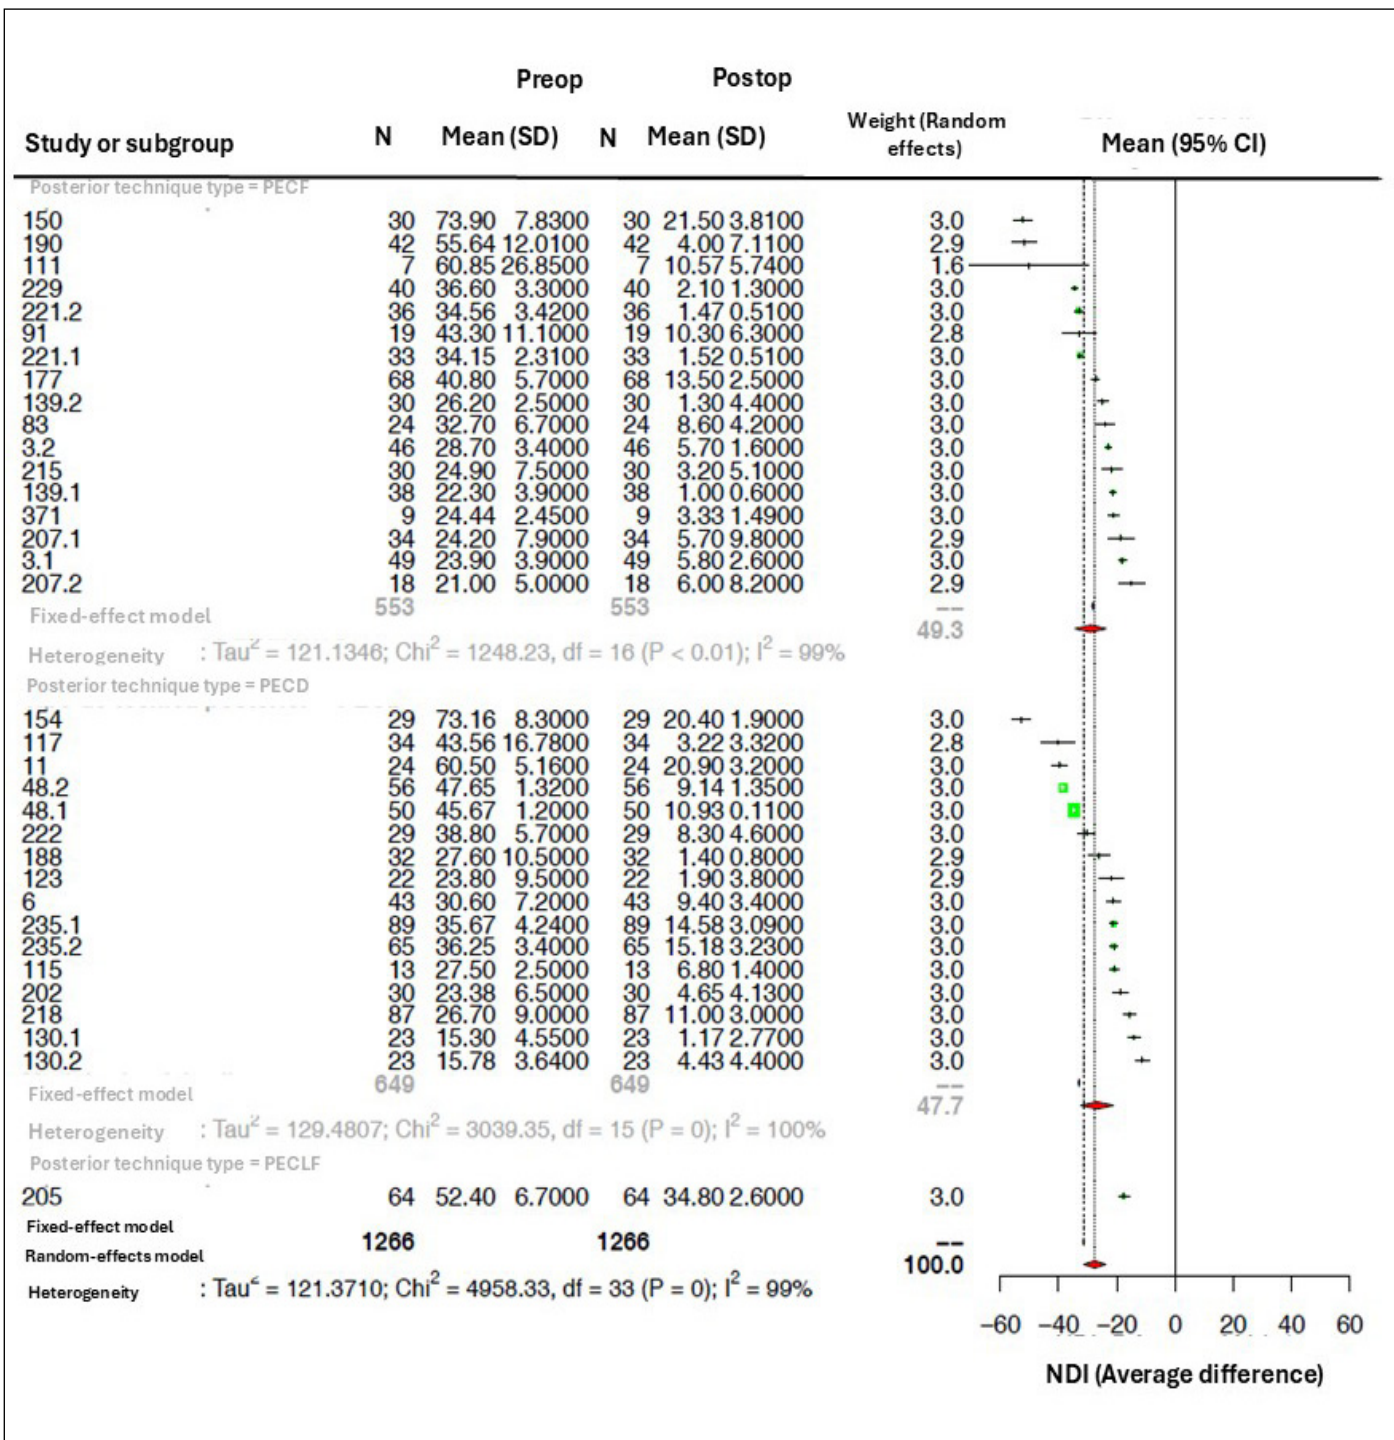 Preop Postop
Study or subgroup N Mean (SD) N Mean (SD) Weight (Random effects) Mean (95% CI)
Posterior technique type = PECF
150 30 73.90 7.8300 30 21.50 3.8100 3.0
190 42 55.64 12.0100 42 4.00 7.1100 2.9
111 7 60.85 26.8500 7 10.57 5.7400 1.6
229 40 36.60 3.3000 40 2.10 1.3000 3.0
221.2 36 34.56 3.4200 36 1.47 0.5100 3.0
91 19 43.30 11.1000 19 10.30 6.3000 2.8
221.1 33 34.15 2.3100 33 1.52 0.5100 3.0
177 68 40.80 5.7000 68 13.50 2.5000 3.0
139.2 30 26.20 2.5000 30 1.30 4.4000 3.0
83 24 32.70 6.7000 24 8.60 4.2000 3.0
3.2 46 28.70 3.4000 46 5.70 1.6000 3.0
215 30 24.90 7.5000 30 3.20 5.1000 3.0
139.1 38 22.30 3.9000 38 1.00 0.6000 3.0
371 9 24.44 2.4500 9 3.33 1.4900 3.0
207.1 34 24.20 7.9000 34 5.70 9.8000 2.9
3.1 49 23.90 3.9000 49 5.80 2.6000 3.0
207.2 18 21.00 5.0000 18 6.00 8.2000 2.9
Fixed-effect model 553 553 --
49.3
Heterogeneity : Tau² = 121.1346; Chi² = 1248.23, df = 16 (P < 0.01); I² = 99%
Posterior technique type = PECD
154 29 73.16 8.3000 29 20.40 1.9000 3.0
117 34 43.56 16.7800 34 3.22 3.3200 2.8
11 24 60.50 5.1600 24 20.90 3.2000 3.0
48.2 56 47.65 1.3200 56 9.14 1.3500 3.0
48.1 50 45.67 1.2000 50 10.93 0.1100 3.0
222 29 38.80 5.7000 29 8.30 4.6000 3.0
188 32 27.60 10.5000 32 1.40 0.8000 2.9
123 22 23.80 9.5000 22 1.90 3.8000 2.9
6 43 30.60 7.2000 43 9.40 3.4000 3.0
235.1 89 35.67 4.2400 89 14.58 3.0900 3.0
235.2 65 36.25 3.4000 65 15.18 3.2300 3.0
115 13 27.50 2.5000 13 6.80 1.4000 3.0
202 30 23.38 6.5000 30 4.65 4.1300 3.0
218 87 26.70 9.0000 87 11.00 3.0000 3.0
130.1 23 15.30 4.5500 23 1.17 2.7700 3.0
130.2 23 15.78 3.6400 23 4.43 4.4000 3.0
Fixed-effect model 649 649 --
47.7
Heterogeneity : Tau² = 129.4807; Chi² = 3039.35, df = 15 (P = 0); I² = 100%
Posterior technique type = PECLF
205 64 52.40 6.7000 64 34.80 2.6000 3.0
Fixed-effect model 1266 1266 --
Random-effects model 100.0
Heterogeneity : Tau² = 121.3710; Chi² = 4958.33, df = 33 (P = 0); I² = 99%
−60 −40 −20 0 20 40 60
NDI (Average difference)